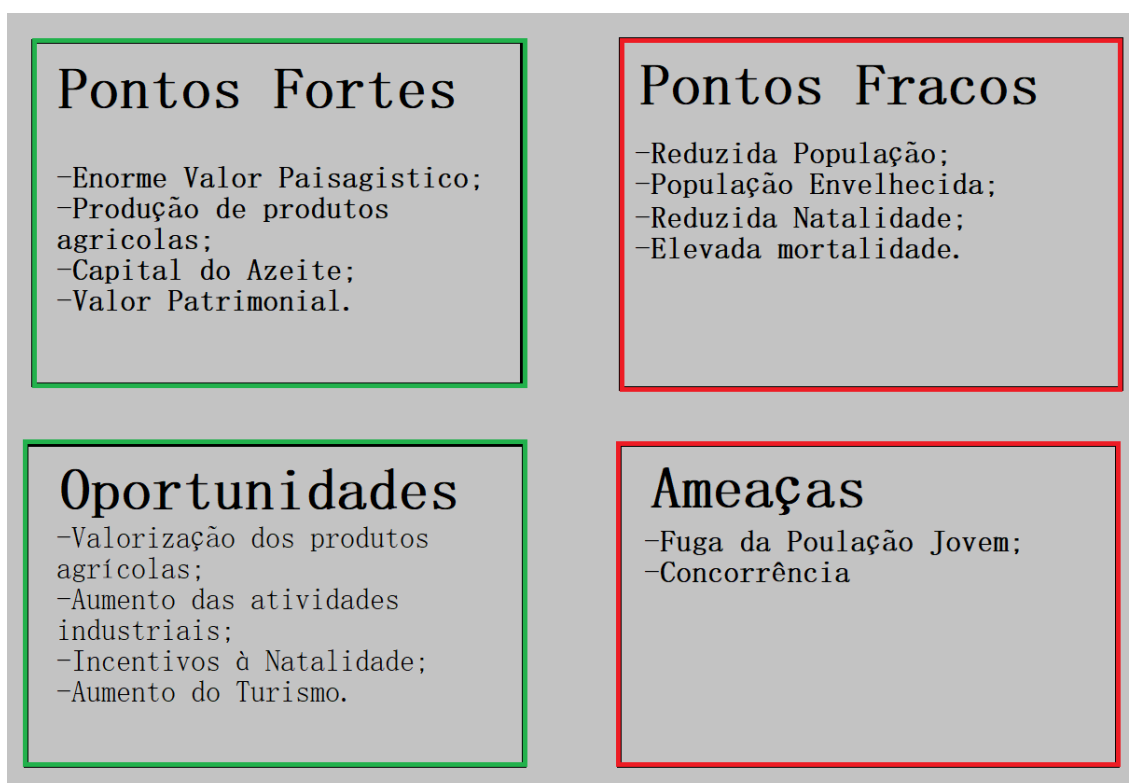 Pontos Fortes
-Enorme Valor Paisagistico;
-Produção de produtos
agricolas;
-Capital do Azeite;
-Valor Patrimonial.
Pontos Fracos
-Reduzida População;
-População Envelhecida;
-Reduzida Natalidade;
-Elevada mortalidade.
Oportunidades
-Valorização dos produtos
agrícolas;
-Aumento das atividades
industriais;
-Incentivos à Natalidade;
-Aumento do Turismo.
Ameaças
-Fuga da Poulação Jovem;
-Concorrência